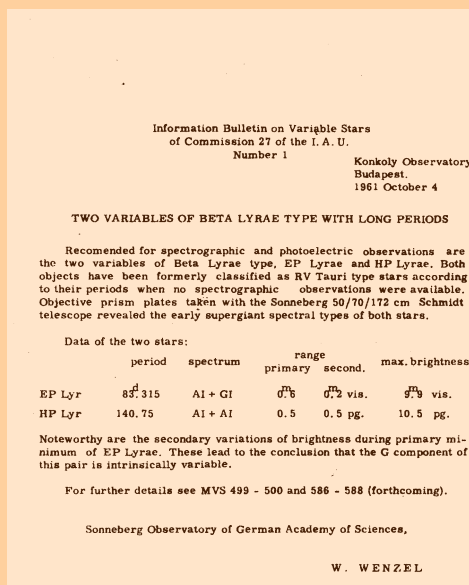 Information Bulletin on Variable Stars
of Commission 27 of the I. A. U.
Number 1
Konkoly Observatory
Budapest.
1961 October 4
TWO VARIABLES OF BETA LYRAE TYPE WITH LONG PERIODS
Recomended for spectrographic and photoelectric observations are
the two variables of Beta Lyrae type, EP Lyrae and HP Lyrae. Both
objects have been formerly classified as RV Tauri type stars according
to their periods when no spectrographic observations were available.
Objective prism plates taken with the Sonneberg 50/70/172 cm Schmidt
telescope revealed the early supergiant spectral types of both stars.
Data of the two stars:
period spectrum range max. brightness
primary second.
EP Lyr 83ᵈ.315 AI + GI 0ᵐ.6 0ᵐ.2 vis. 9ᵐ.9 vis.
HP Lyr 140.75 AI + AI 0.5 0.5 pg. 10.5 pg.
Noteworthy are the secondary variations of brightness during primary mi-
nimum of EP Lyrae. These lead to the conclusion that the G component of
this pair is intrinsically variable.
For further details see MVS 499 - 500 and 586 - 588 (forthcoming).
Sonneberg Observatory of German Academy of Sciences,
W. WENZEL